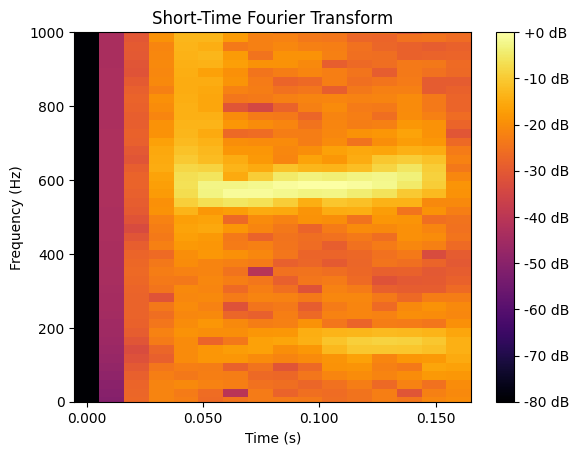 Short-Time Fourier Transform
Frequency (Hz)
1000
800
600
400
200
0
0.000
0.050
0.100
0.150
Time (s)
+0 dB
-10 dB
-20 dB
-30 dB
-40 dB
-50 dB
-60 dB
-70 dB
-80 dB